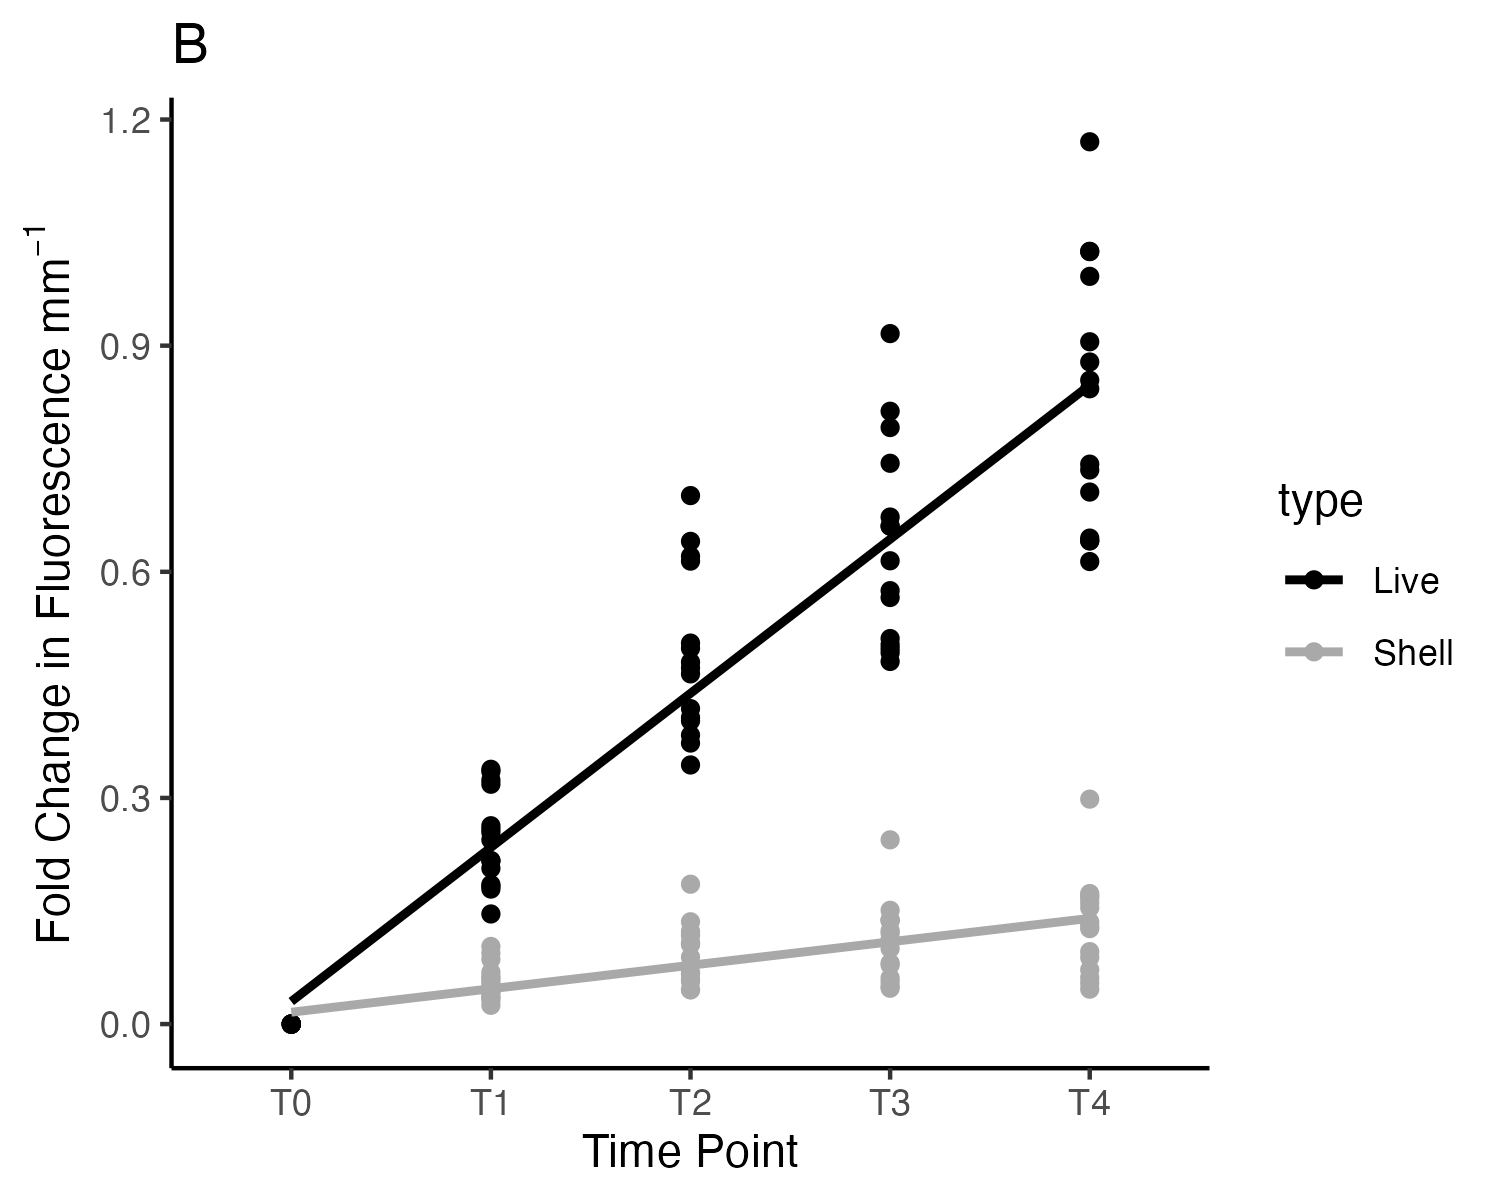 B
Fold Change in Fluorescence mm⁻¹
1.2
0.9
0.6
0.3
0.0
T0 T1 T2 T3 T4
Time Point
type
Live
Shell